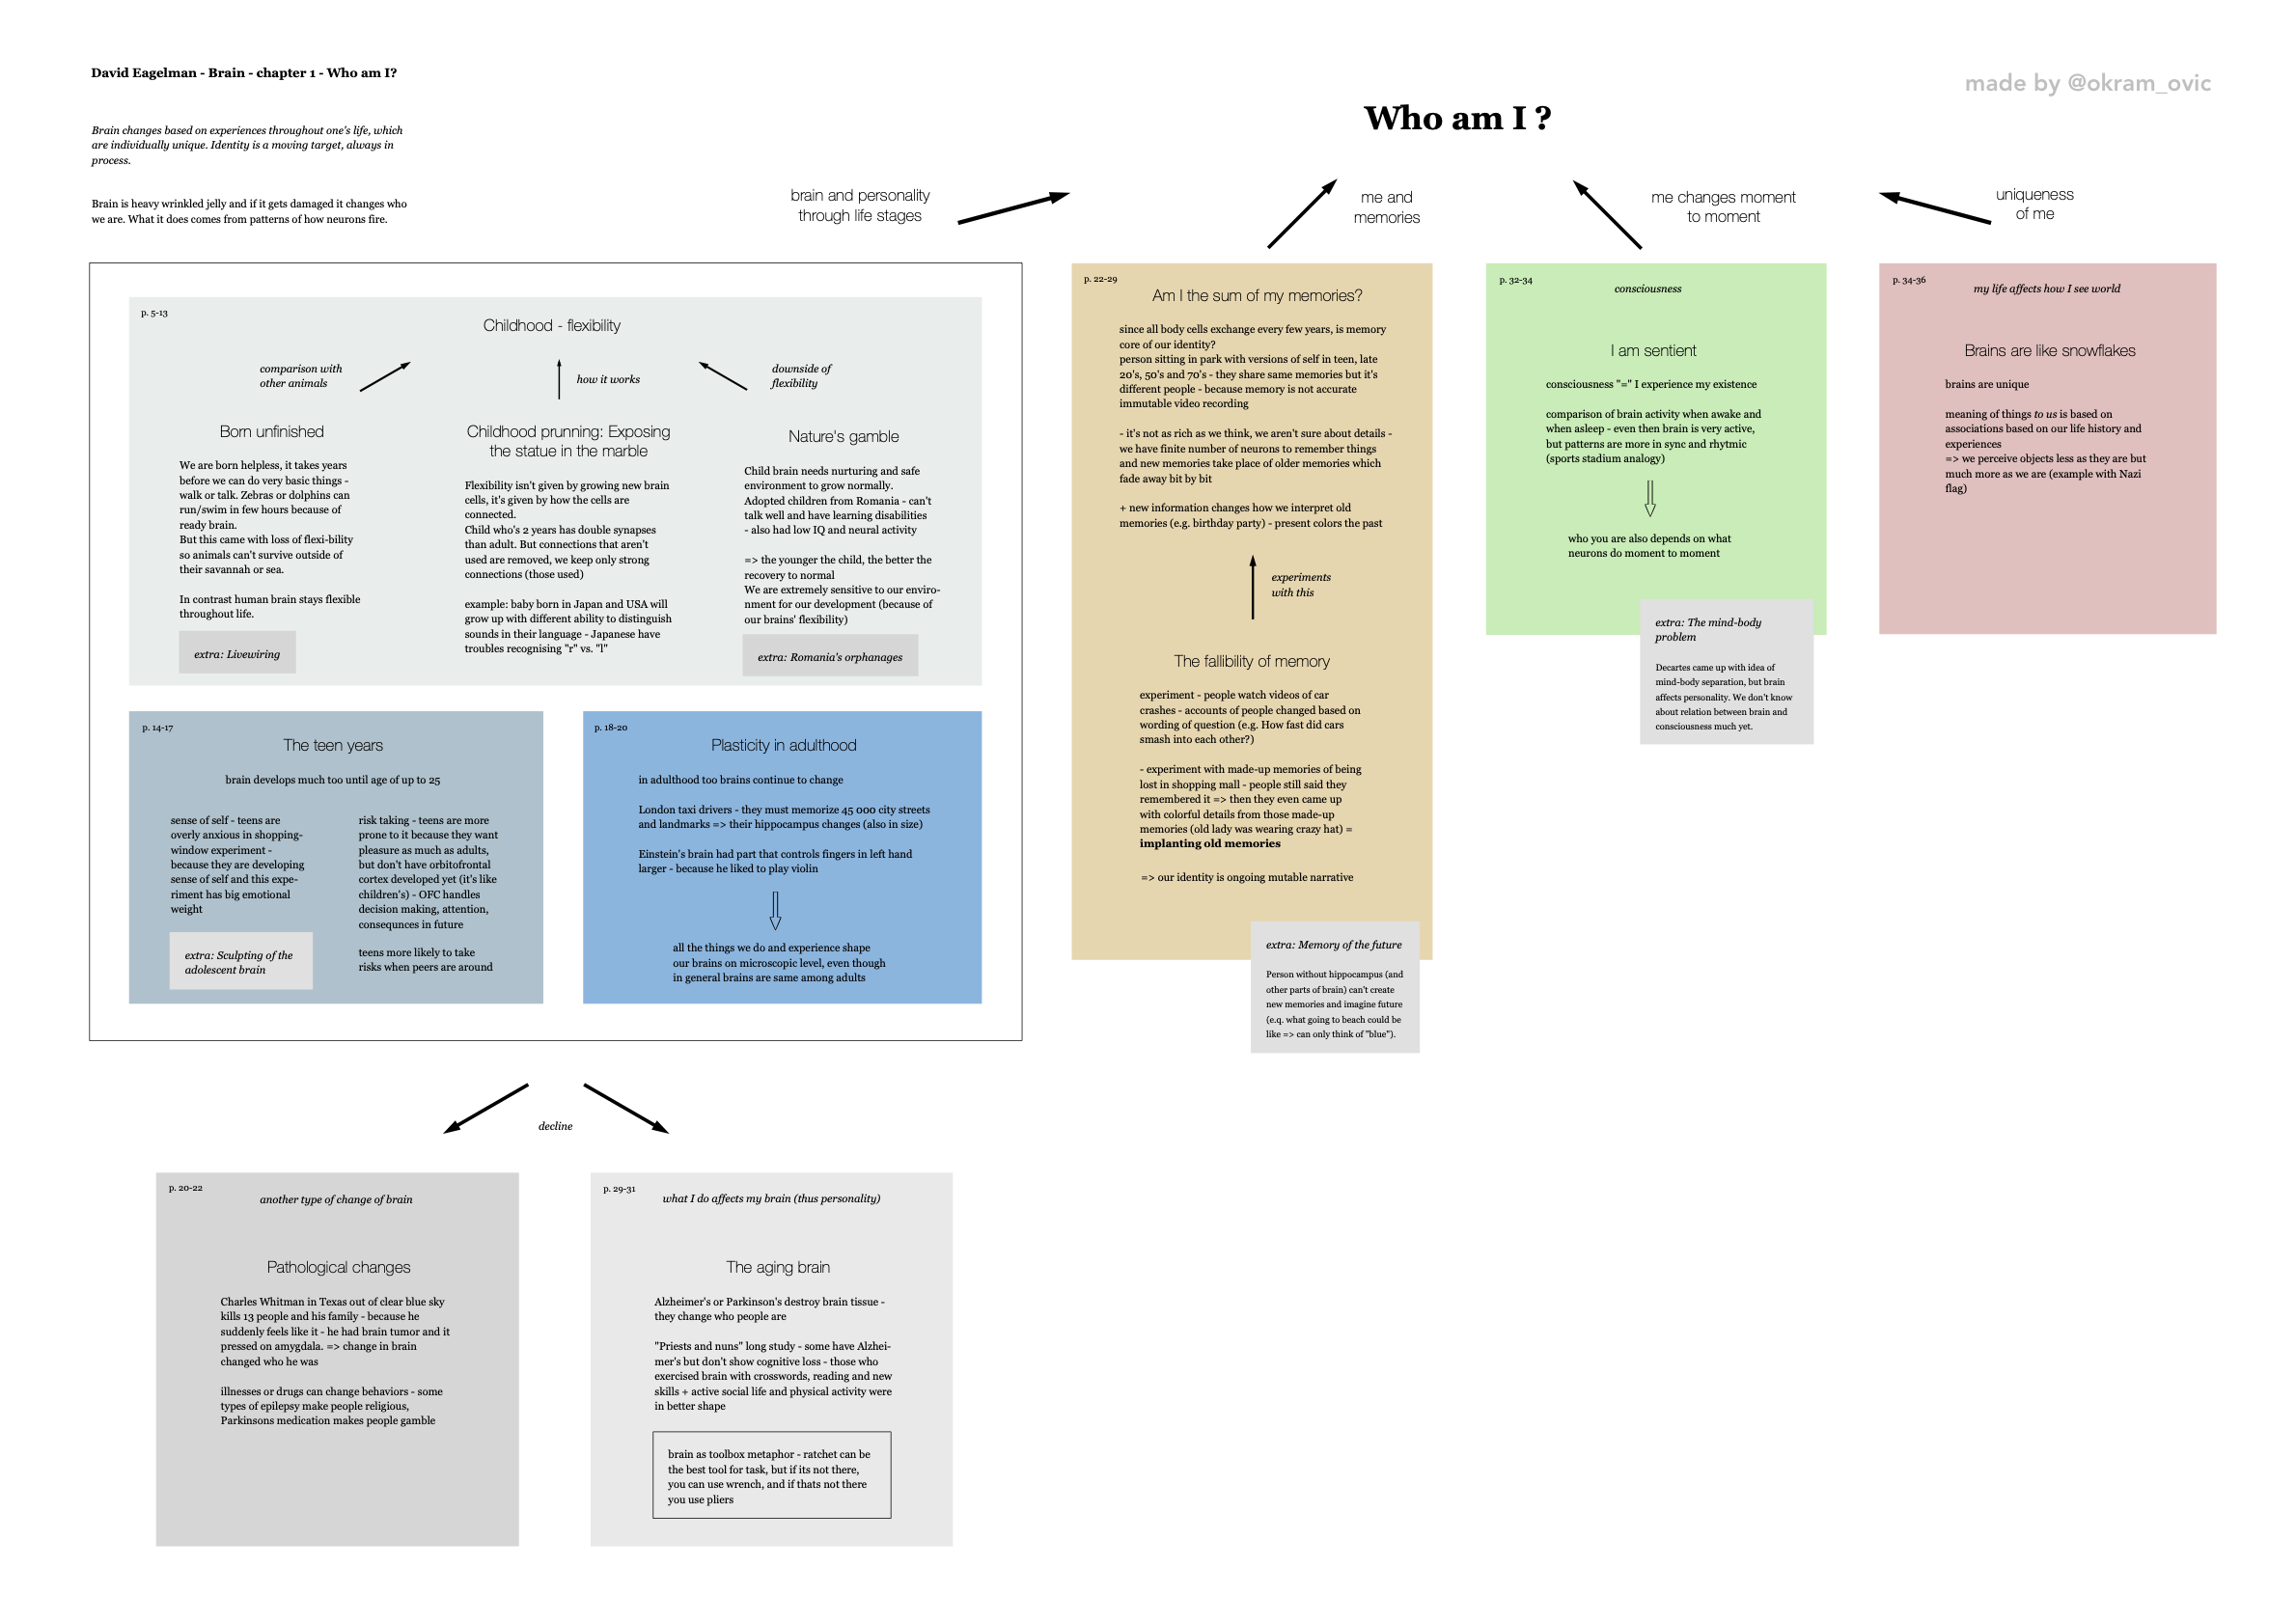 David Eagelman - Brain - chapter 1 - Who am I?
made by @okram_ovic
Who am I ?
Brain changes based on experiences throughout one's life, which
are individually unique. Identity is a moving target, always in
process.
Brain is heavy wrinkled jelly and if it gets damaged it changes who
we are. What it does comes from patterns of how neurons fire.
brain and personality
through life stages
me and
memories
me changes moment
to moment
uniqueness
of me
p. 5-13
Childhood - flexibility
comparison with
other animals
how it works
downside of
flexibility
Born unfinished
We are born helpless, it takes years
before we can do very basic things -
walk or talk. Zebras or dolphins can
run/swim in few hours because of
ready brain.
But this came with loss of flexi-bility
so animals can't survive outside of
their savannah or sea.
In contrast human brain stays flexible
throughout life.
extra: Livewiring
Childhood prunning: Exposing
the statue in the marble
Flexibility isn't given by growing new brain
cells, it's given by how the cells are
connected.
Child who's 2 years has double synapses
than adult. But connections that aren't
used are removed, we keep only strong
connections (those used)
example: baby born in Japan and USA will
grow up with different ability to distinguish
sounds in their language - Japanese have
troubles recognising "r" vs. "l"
Nature's gamble
Child brain needs nurturing and safe
environment to grow normally.
Adopted children from Romania - can't
talk well and have learning disabilities
- also had low IQ and neural activity
=> the younger the child, the better the
recovery to normal
We are extremely sensitive to our enviro-
nment for our development (because of
our brains' flexibility)
extra: Romania's orphanages
p. 14-17
The teen years
brain develops much too until age of up to 25
sense of self - teens are
overly anxious in shopping-
window experiment -
because they are developing
sense of self and this expe-
riment has big emotional
weight
extra: Sculpting of the
adolescent brain
risk taking - teens are more
prone to it because they want
pleasure as much as adults,
but don't have orbitofrontal
cortex developed yet (it's like
children's) - OFC handles
decision making, attention,
consequnces in future
teens more likely to take
risks when peers are around
p. 18-20
Plasticity in adulthood
in adulthood too brains continue to change
London taxi drivers - they must memorize 45 000 city streets
and landmarks => their hippocampus changes (also in size)
Einstein's brain had part that controls fingers in left hand
larger - because he liked to play violin
all the things we do and experience shape
our brains on microscopic level, even though
in general brains are same among adults
decline
p. 20-22
another type of change of brain
Pathological changes
Charles Whitman in Texas out of clear blue sky
kills 13 people and his family - because he
suddenly feels like it - he had brain tumor and it
pressed on amygdala. => change in brain
changed who he was
illnesses or drugs can change behaviors - some
types of epilepsy make people religious,
Parkinsons medication makes people gamble
p. 29-31
what I do affects my brain (thus personality)
The aging brain
Alzheimer's or Parkinson's destroy brain tissue -
they change who people are
"Priests and nuns" long study - some have Alzhei-
mer's but don't show cognitive loss - those who
exercised brain with crosswords, reading and new
skills + active social life and physical activity were
in better shape
brain as toolbox metaphor - ratchet can be
the best tool for task, but if its not there,
you can use wrench, and if thats not there
you use pliers
p. 22-29
Am I the sum of my memories?
since all body cells exchange every few years, is memory
core of our identity?
person sitting in park with versions of self in teen, late
20's, 50's and 70's - they share same memories but it's
different people - because memory is not accurate
immutable video recording
- it's not as rich as we think, we aren't sure about details -
we have finite number of neurons to remember things
and new memories take place of older memories which
fade away bit by bit
+ new information changes how we interpret old
memories (e.g. birthday party) - present colors the past
experiments
with this
The fallibility of memory
experiment - people watch videos of car
crashes - accounts of people changed based on
wording of question (e.g. How fast did cars
smash into each other?)
- experiment with made-up memories of being
lost in shopping mall - people still said they
remembered it => then they even came up
with colorful details from those made-up
memories (old lady was wearing crazy hat) =
implanting old memories
=> our identity is ongoing mutable narrative
extra: Memory of the future
Person without hippocampus (and
other parts of brain) can't create
new memories and imagine future
(e.q. what going to beach could be
like => can only think of "blue").
p. 32-34
consciousness
I am sentient
consciousness "=" I experience my existence
comparison of brain activity when awake and
when asleep - even then brain is very active,
but patterns are more in sync and rhytmic
(sports stadium analogy)
who you are also depends on what
neurons do moment to moment
extra: The mind-body
problem
Decartes came up with idea of
mind-body separation, but brain
affects personality. We don't know
about relation between brain and
consciousness much yet.
p. 34-36
my life affects how I see world
Brains are like snowflakes
brains are unique
meaning of things to us is based on
associations based on our life history and
experiences
=> we perceive objects less as they are but
much more as we are (example with Nazi
flag)